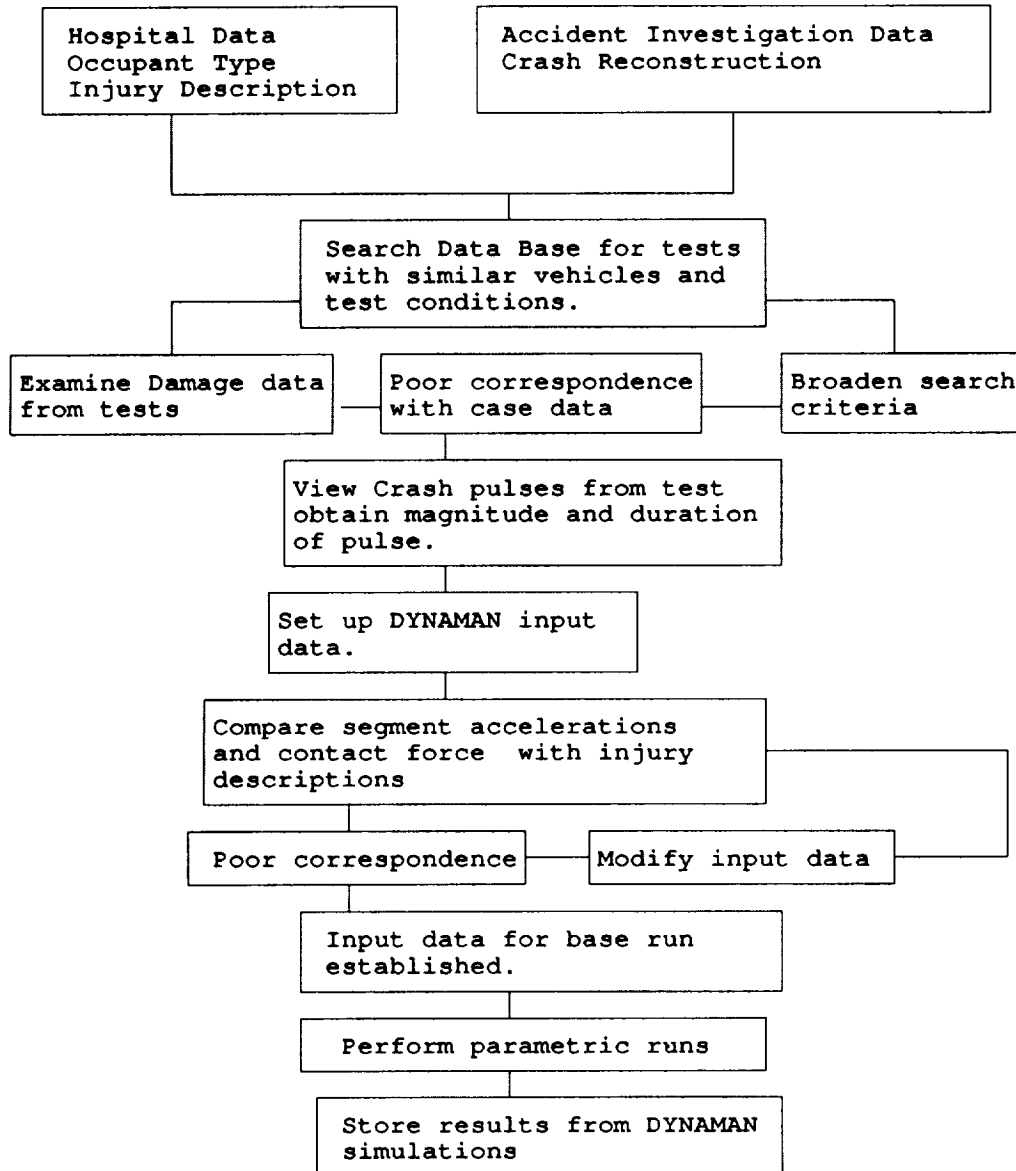 Hospital Data
Occupant Type
Injury Description
Accident Investigation Data
Crash Reconstruction
Search Data Base for tests
with similar vehicles and
test conditions.
Examine Damage data
from tests
Poor correspondence
with case data
Broaden search
criteria
View Crash pulses from test
obtain magnitude and duration
of pulse.
Set up DYNAMAN input
data.
Compare segment accelerations
and contact force with injury
descriptions
Poor correspondence
Modify input data
Input data for base run
established.
Perform parametric runs
Store results from DYNAMAN
simulations